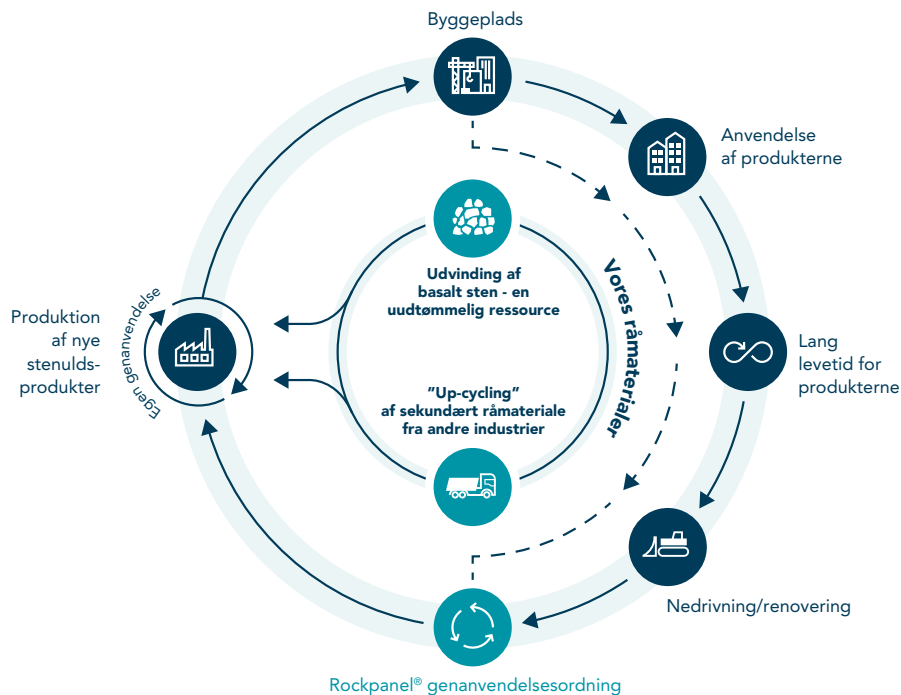 Byggeplads
Anvendelse
af produkterne
Udvinding af
basalt sten - en
uudtømmelig ressource
Vores råmaterialer
Egen genanvendelse
Produktion
af nye
stenulds-
produkter
Lang
levetid for
produkterne
"Up-cycling"
af sekundært råmateriale
fra andre industrier
Nedrivning/renovering
Rockpanel® genanvendelsesordning